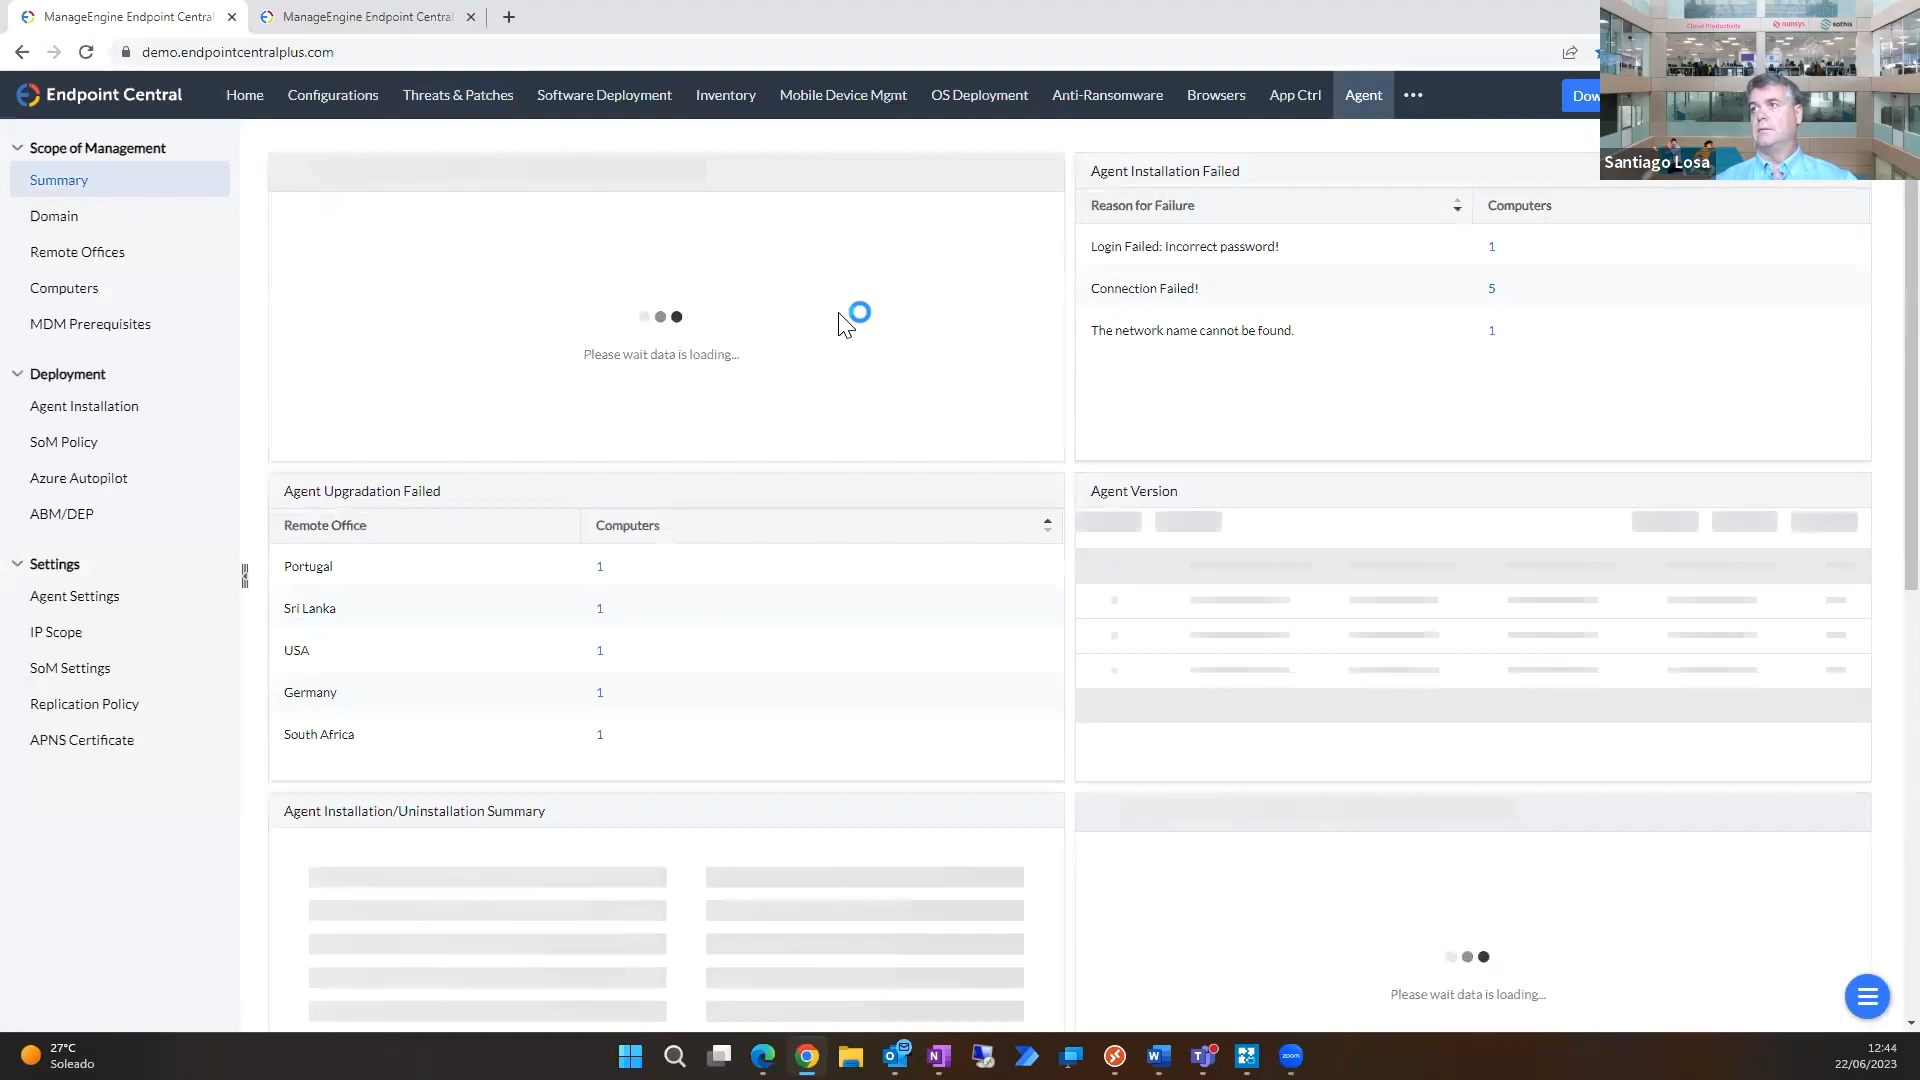 ManageEngine Endpoint Central
ManageEngine Endpoint Central
demo.endpointcentralplus.com
Endpoint Central
Home
Configurations
Threats & Patches
Software Deployment
Inventory
Mobile Device Mgmt
OS Deployment
Anti-Ransomware
Browsers
App Ctrl
Agent
Dow
Cloud Productivity
nunsys
sothis
Santiago Losa
Scope of Management
Summary
Domain
Remote Offices
Computers
MDM Prerequisites
Deployment
Agent Installation
SoM Policy
Azure Autopilot
ABM/DEP
Settings
Agent Settings
IP Scope
SoM Settings
Replication Policy
APNS Certificate
Please wait data is loading...
Agent Installation Failed
Reason for Failure Computers
Login Failed: Incorrect password! 1
Connection Failed! 5
The network name cannot be found. 1
Agent Upgradation Failed
Remote Office Computers
Portugal 1
Sri Lanka 1
USA 1
Germany 1
South Africa 1
Agent Version
Agent Installation/Uninstallation Summary
Please wait data is loading...
27°C
Soleado
zoom
12:44
22/06/2023